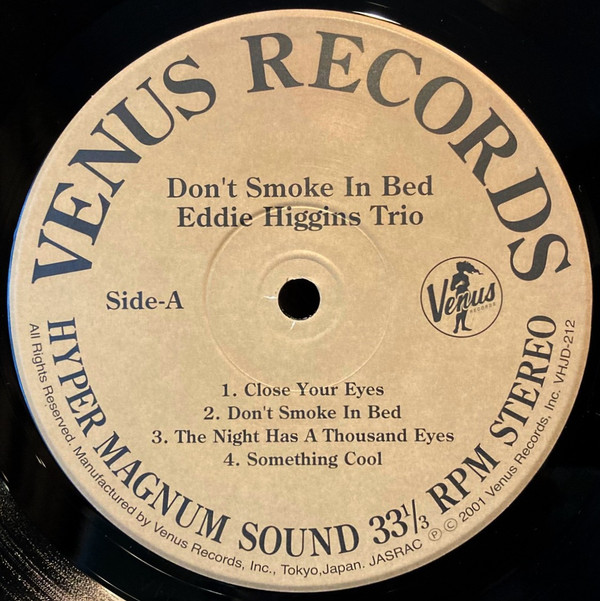 VENUS RECORDS
Don't Smoke In Bed
Eddie Higgins Trio
Side-A
Venus
RECORDS
1. Close Your Eyes
2. Don's Smoke In Bed
3. The Night Has A Thousand Eyes
4. Something Cool
HYPER MAGNUM SOUND 33 1/3 RPM STEREO
All Rights Reserved. Manufactured by Venus Records, Inc., Tokyo,Japan. JASRAC Ⓟ © 2001 Venus Records, Inc. VHJD-212